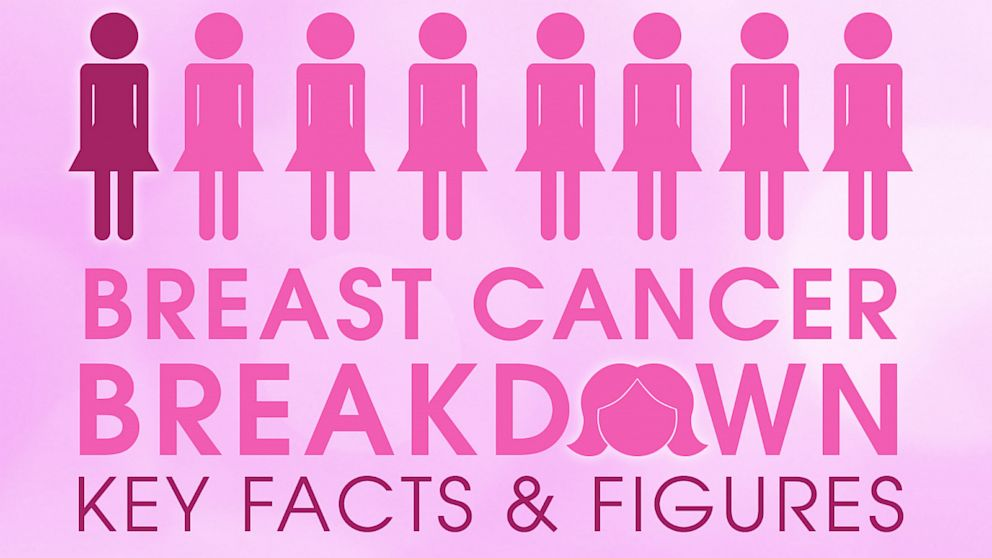 BREAST CANCER
BREAKDOWN
KEY FACTS & FIGURES